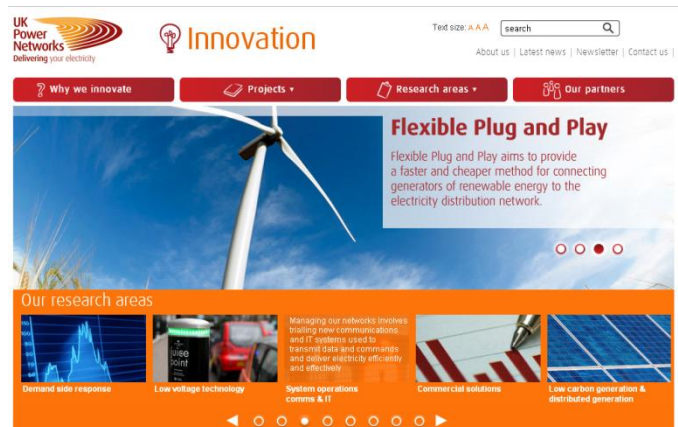 UK
Power
Networks
Delivering your electricity
Innovation
Text size: A A A
search
About us | Latest news | Newsletter | Contact us |
Why we innovate
Projects
Research areas
Our partners
Flexible Plug and Play
Flexible Plug and Play aims to provide
a faster and cheaper method for connecting
generators of renewable energy to the
electricity distribution network.
Our research areas
juice
point
Managing our networks involves
trialling new communications
and IT systems used to
transmit data and commands
and deliver electricity efficiently
and effectively
Demand side response
Low voltage technology
System operations
comms & IT
Commercial solutions
Low carbon generation &
distributed generation